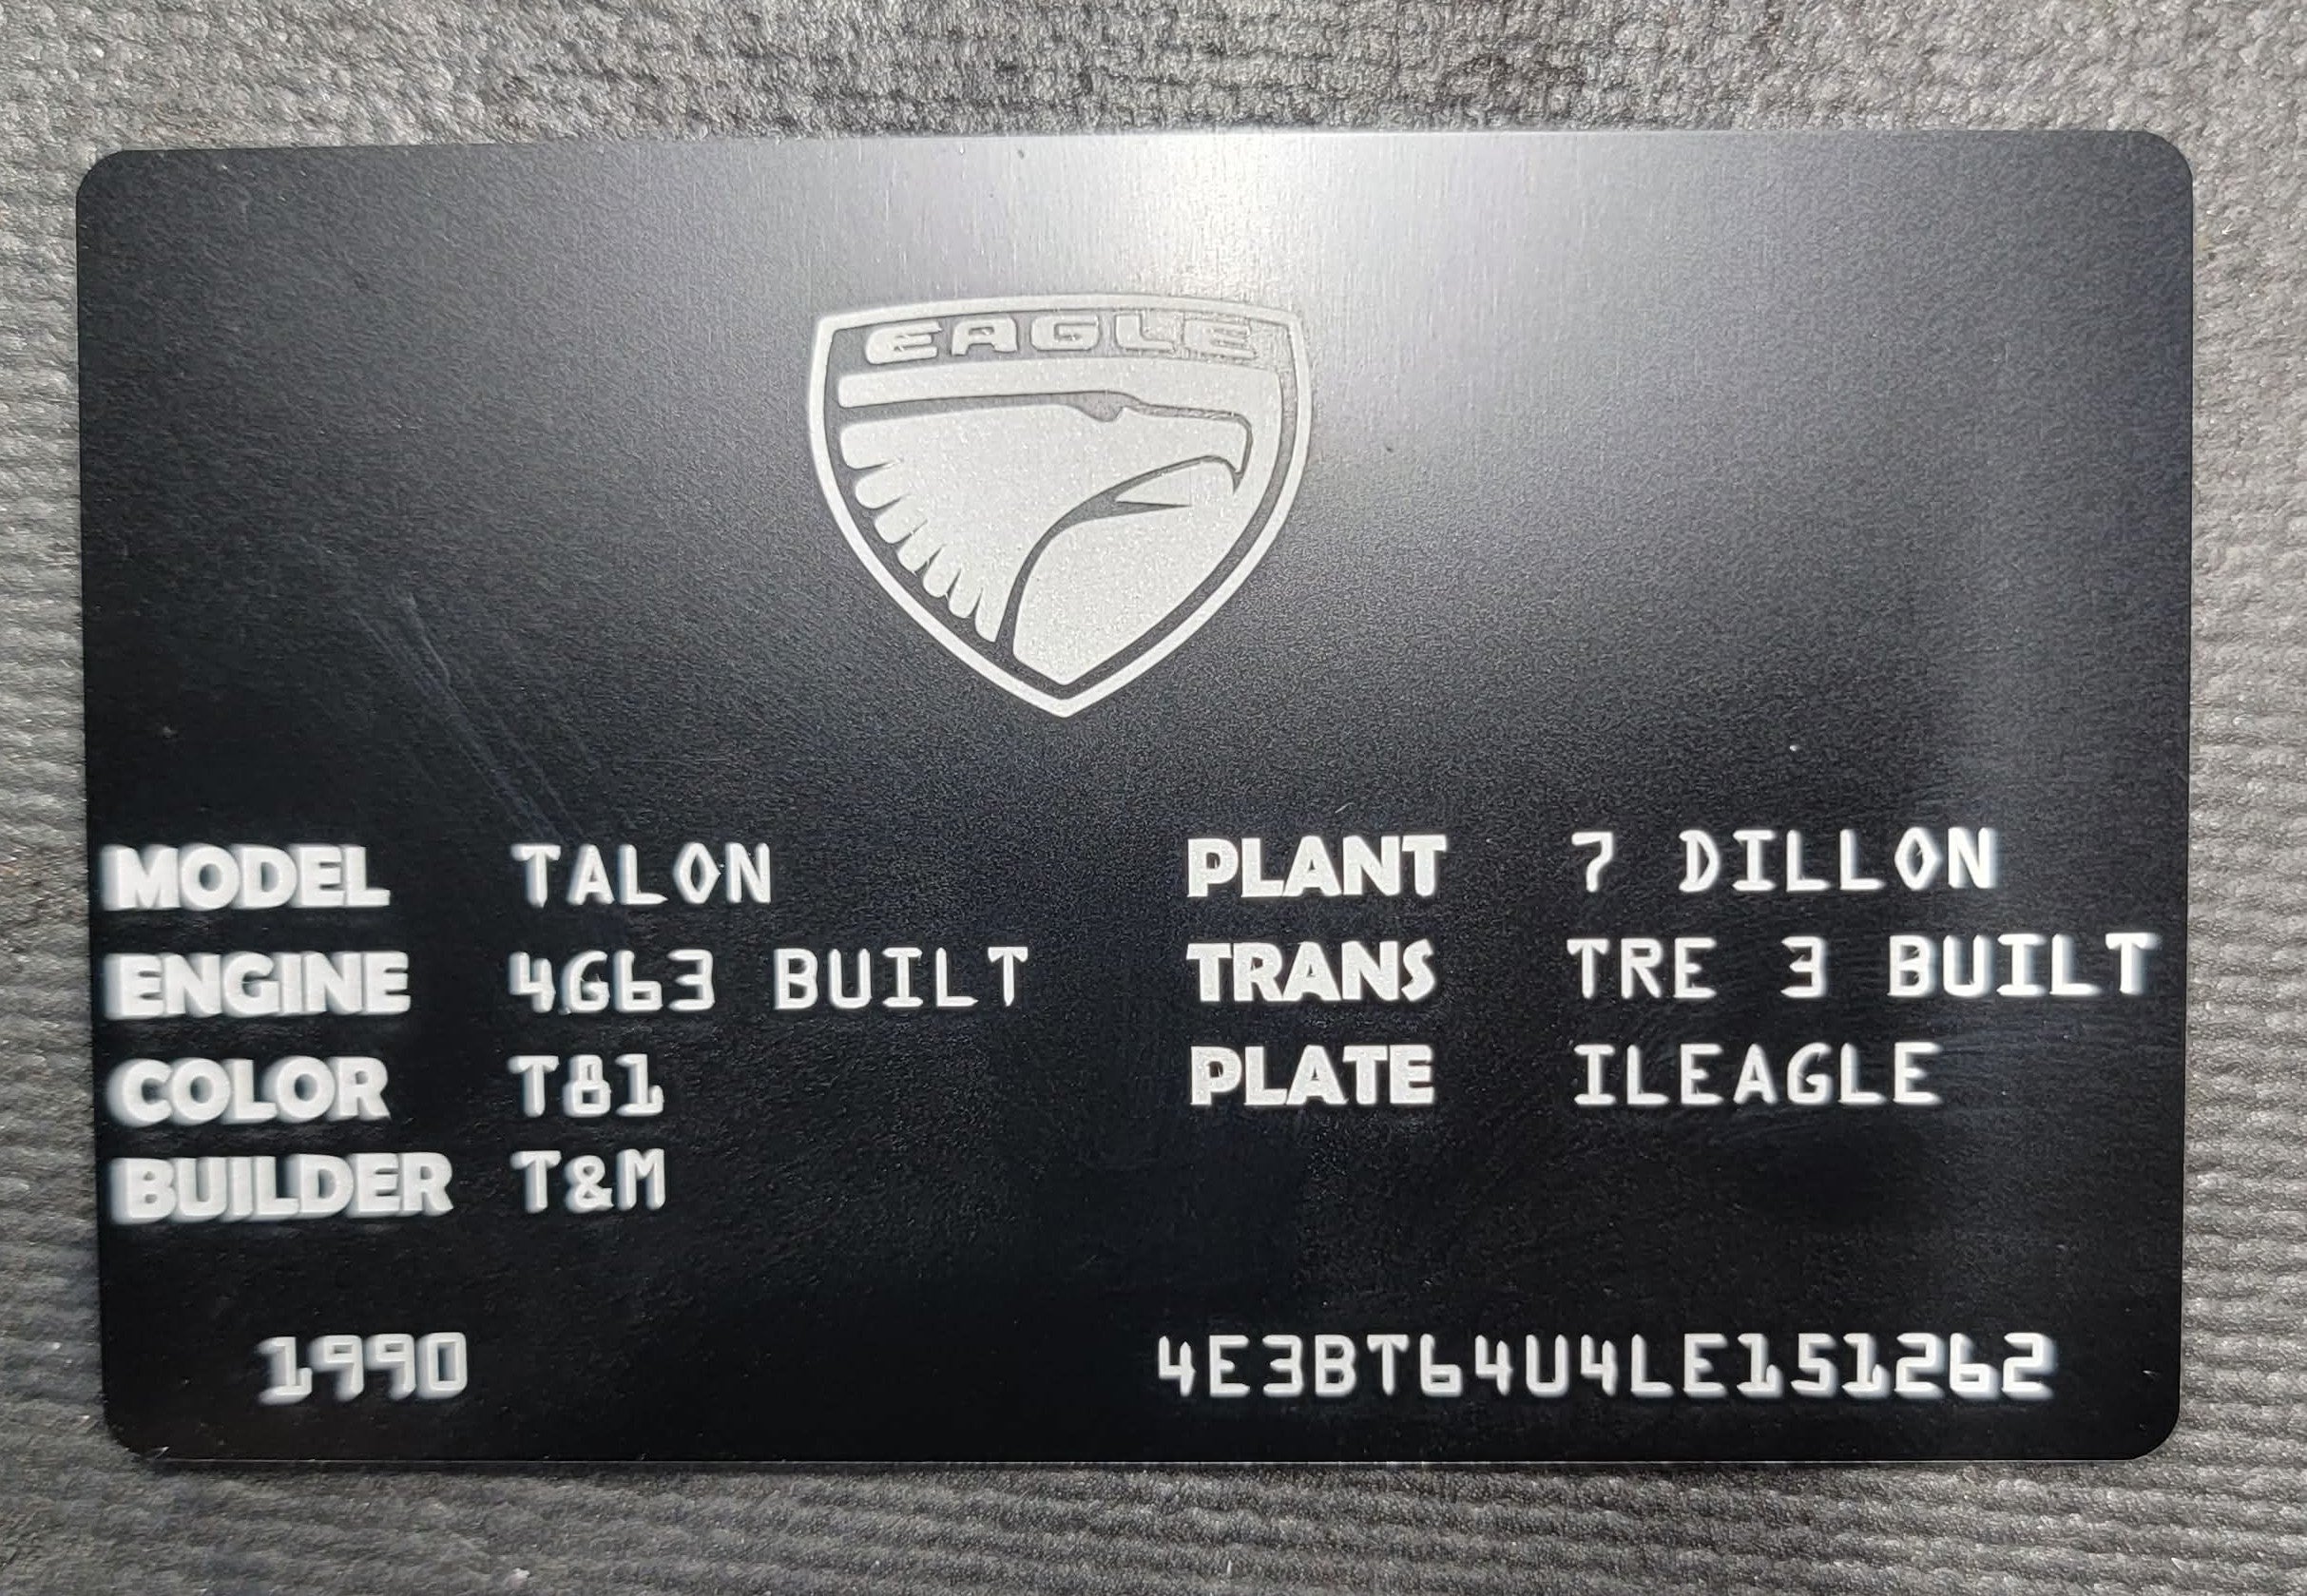 EAGLE
MODEL TALON PLANT 7 DILLON
ENGINE 4G63 BUILT TRANS TRE 3 BUILT
COLOR T81 PLATE ILEAGLE
BUILDER T&M
1990 4E3BT64U4LE151262